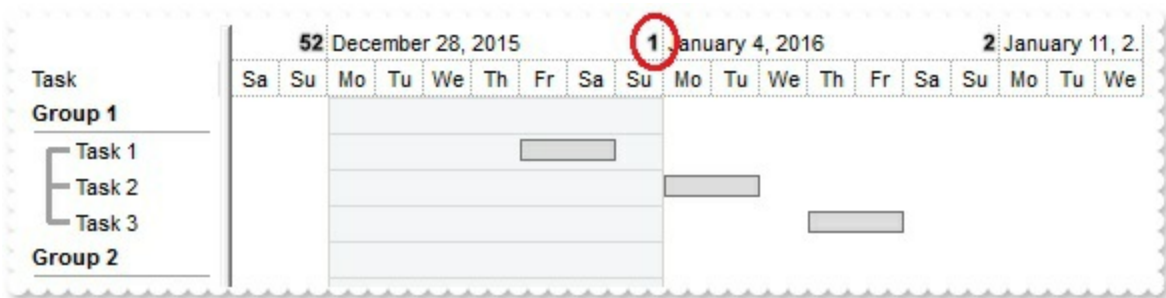 52 December 28, 2015 1 January 4, 2016 2 January 11, 2.
Task Sa Su Mo Tu We Th Fr Sa Su Mo Tu We Th Fr Sa Su Mo Tu We
Group 1
Task 1
Task 2
Task 3
Group 2